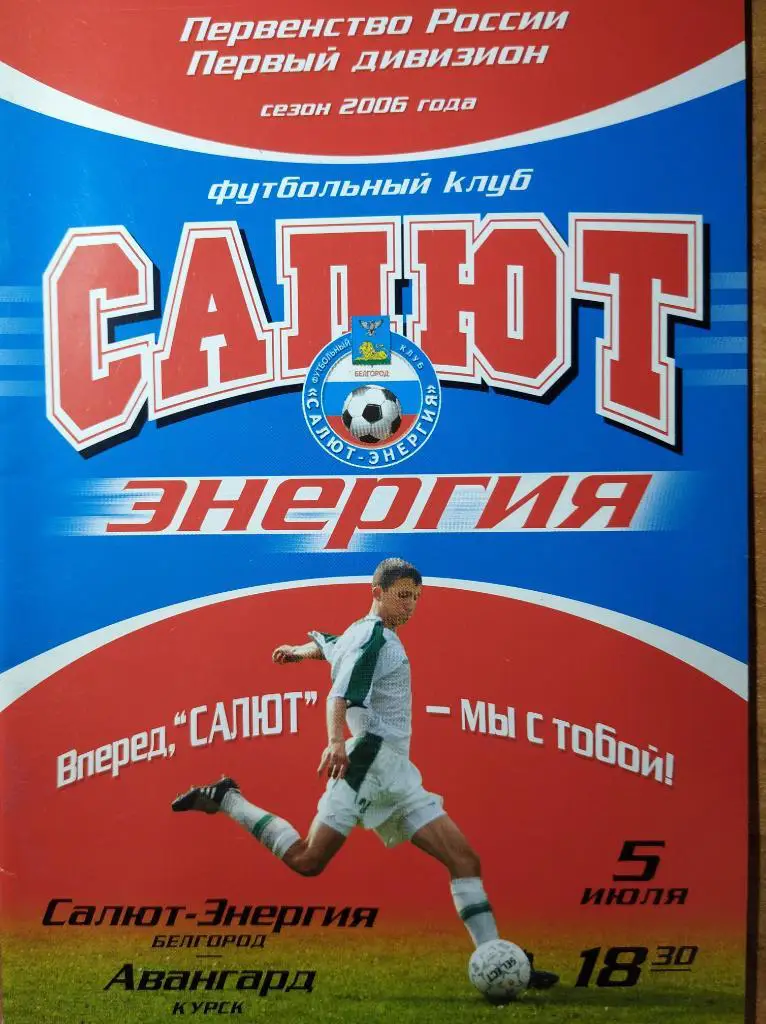 Первенство России
Первый дивизион
сезон 2006 года
футбольный клуб
САЛЮТ
ФУТБОЛЬНЫЙ КЛУБ
БЕЛГОРОД
«САЛЮТ-ЭНЕРГИЯ»
энергия
Вперед, "САЛЮТ" – мы с тобой!
5
июля
Салют-Энергия
БЕЛГОРОД
—
Авангард
КУРСК
18 30
SELECT